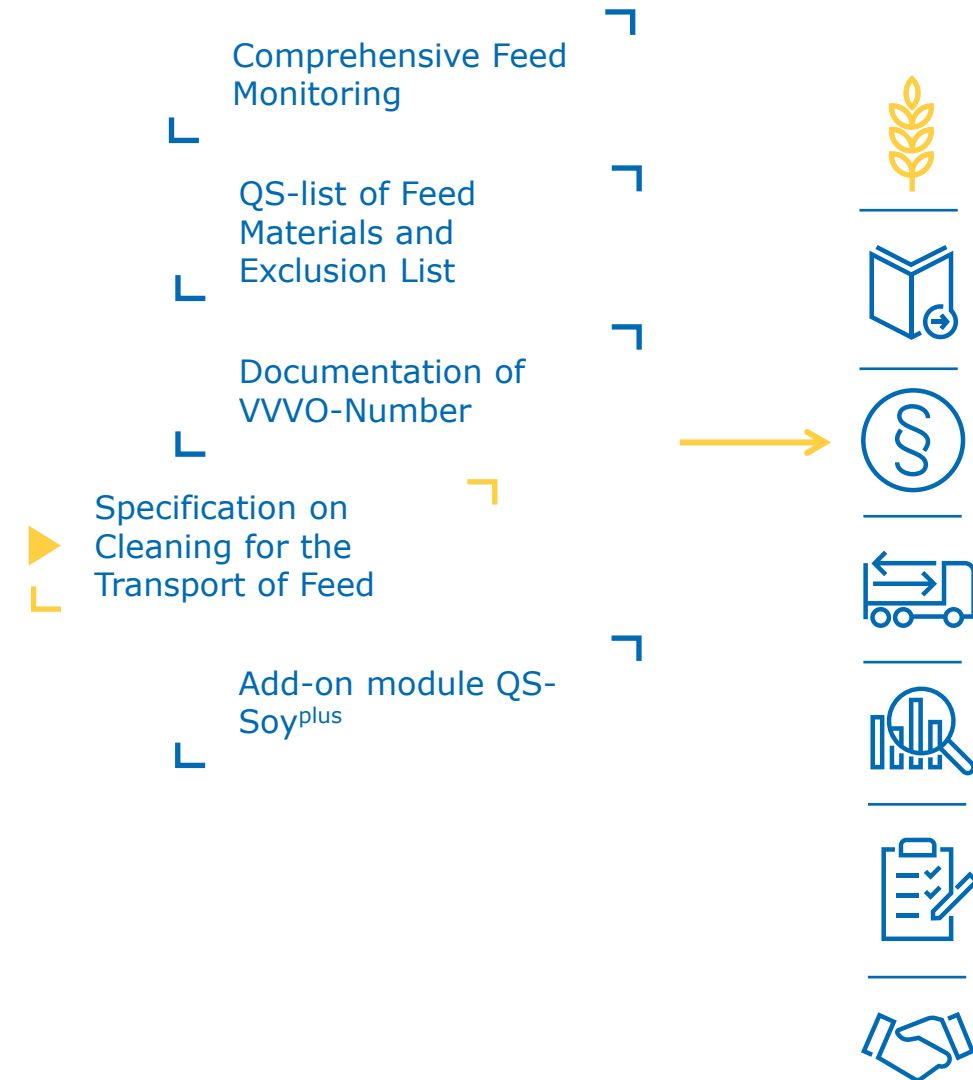 Comprehensive Feed
Monitoring
QS-list of Feed
Materials and
Exclusion List
Documentation of
VVVO-Number
Specification on
Cleaning for the
Transport of Feed
Add-on module QS-
Soyplus